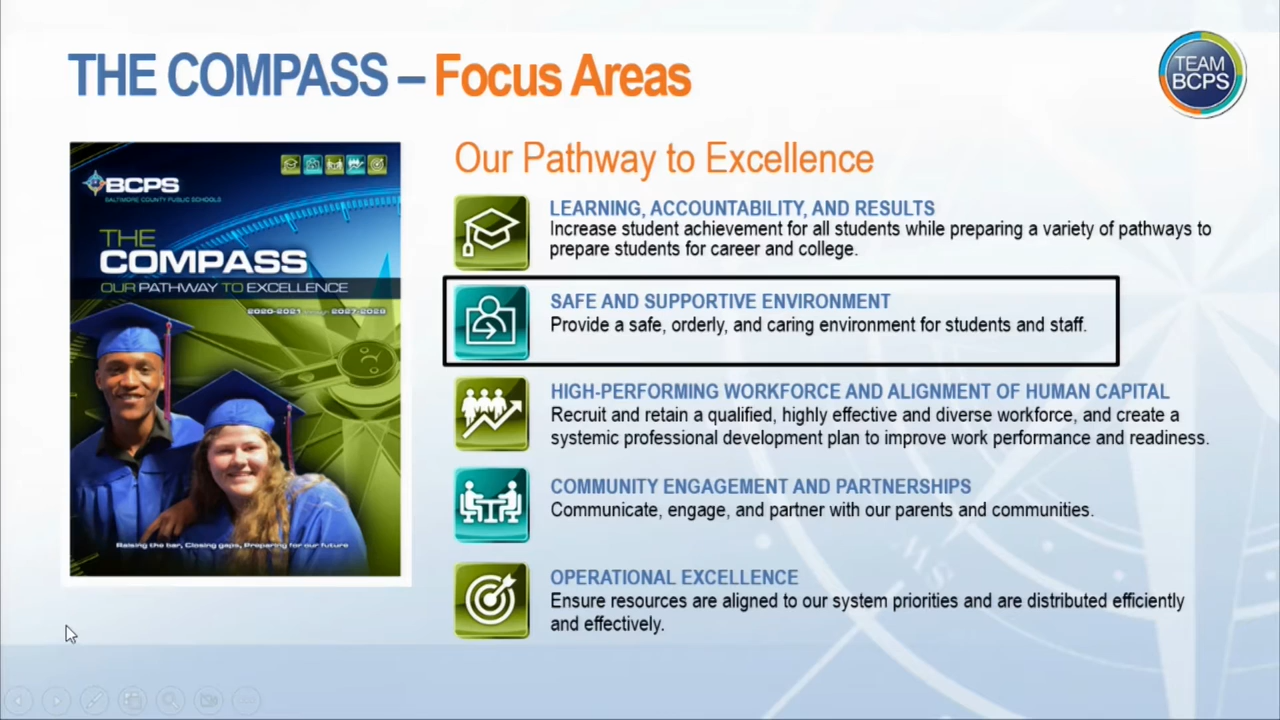 THE COMPASS – Focus Areas
TEAM
BCPS
BCPS
BALTIMORE COUNTY PUBLIC SCHOOLS
THE
COMPASS
OUR PATHWAY TO EXCELLENCE
2020-2021 through 2027-2028
Raising the bar, Closing gaps, Preparing for our future
Our Pathway to Excellence
LEARNING, ACCOUNTABILITY, AND RESULTS
Increase student achievement for all students while preparing a variety of pathways to
prepare students for career and college.
SAFE AND SUPPORTIVE ENVIRONMENT
Provide a safe, orderly, and caring environment for students and staff.
HIGH-PERFORMING WORKFORCE AND ALIGNMENT OF HUMAN CAPITAL
Recruit and retain a qualified, highly effective and diverse workforce, and create a
systemic professional development plan to improve work performance and readiness.
COMMUNITY ENGAGEMENT AND PARTNERSHIPS
Communicate, engage, and partner with our parents and communities.
OPERATIONAL EXCELLENCE
Ensure resources are aligned to our system priorities and are distributed efficiently
and effectively.